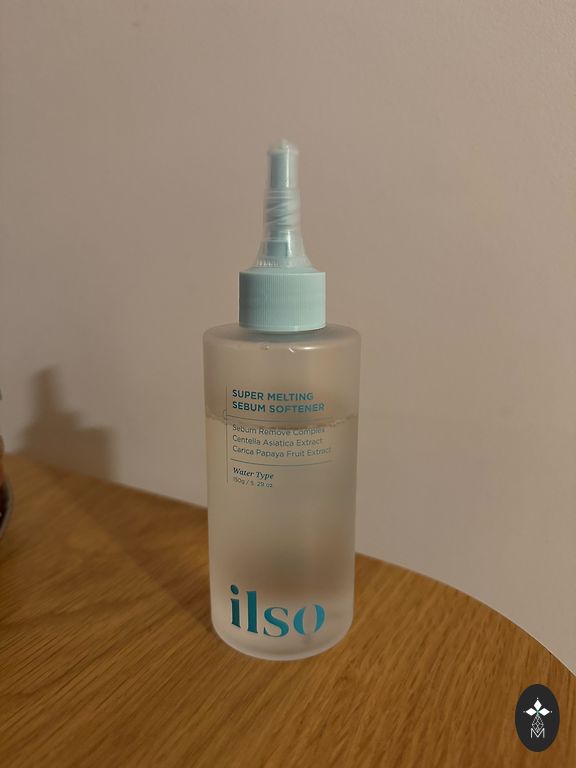 SUPER MELTING
SEBUM SOFTENER
Sebum Remove Complex
Centella Asiatica Extract
Carica Papaya Fruit Extract
Water Type
150g / 5. 29 oz
ilso
M